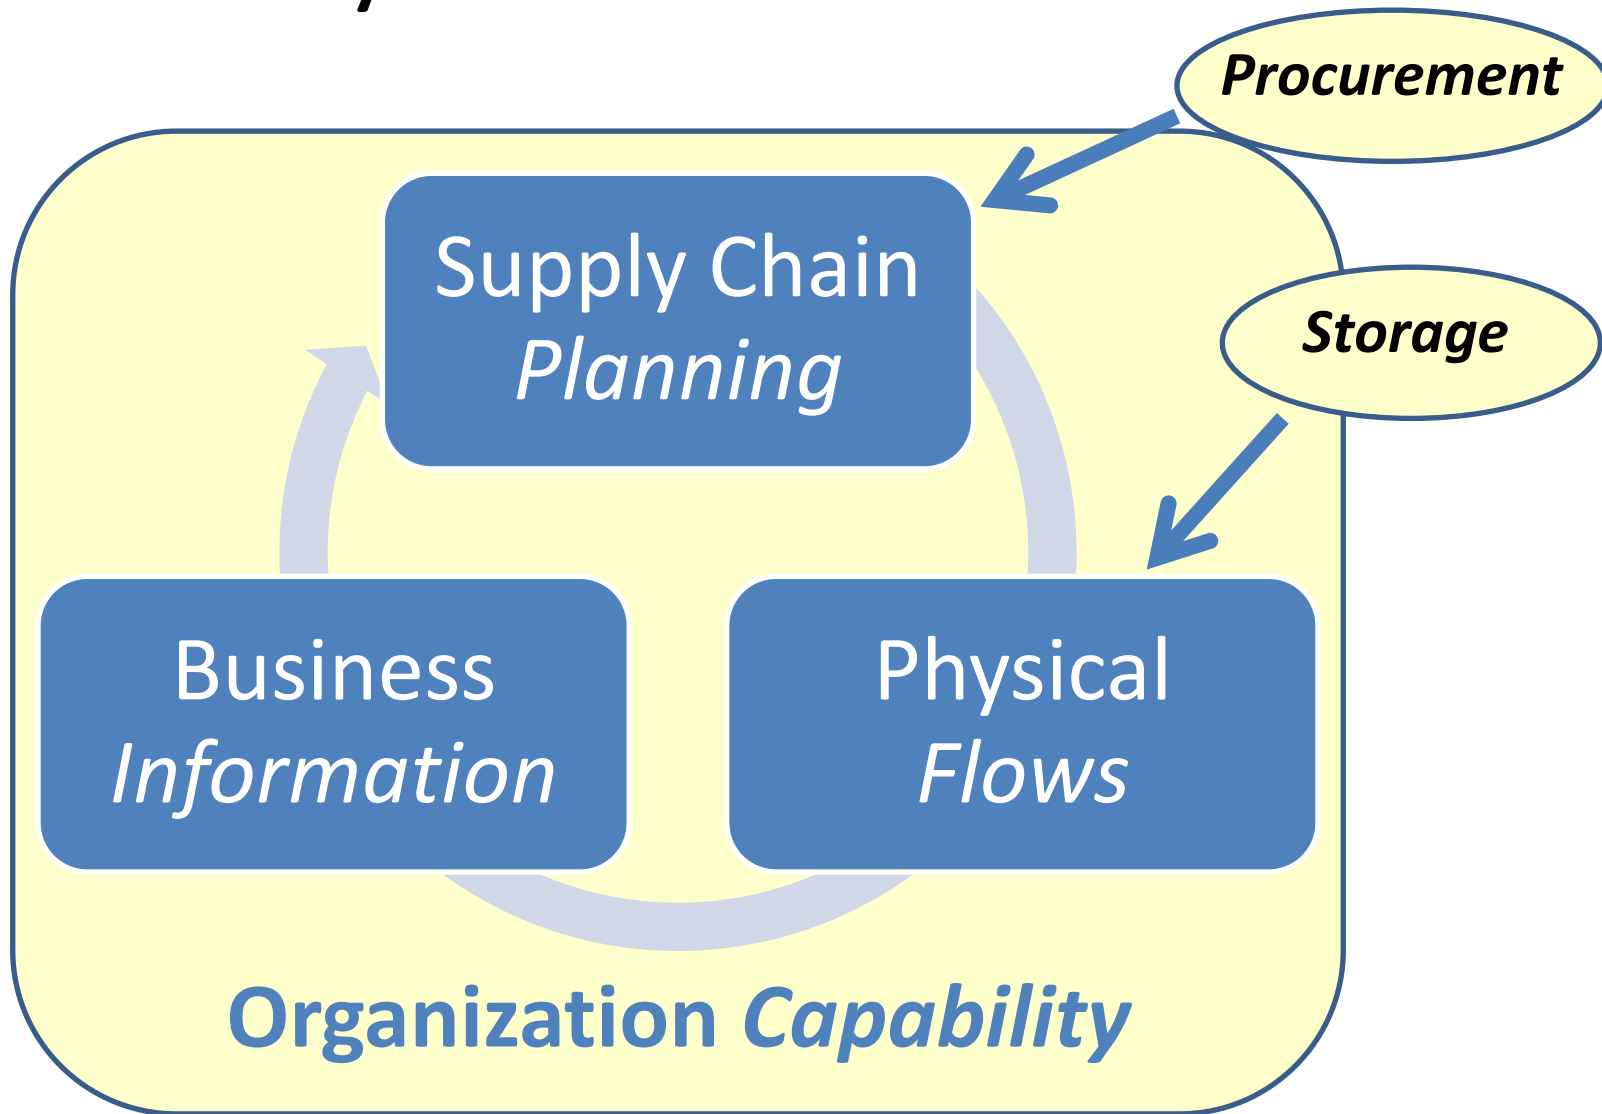 Procurement
Supply Chain
Planning
Storage
Business
Information
Physical
Flows
Organization Capability